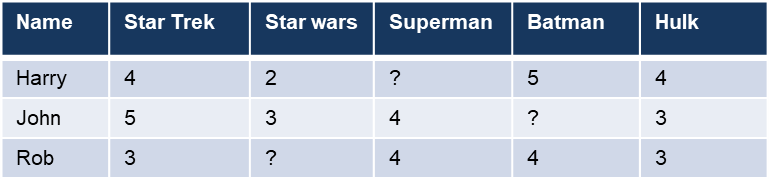 Name Star Trek Star wars Superman Batman Hulk
Harry 4 2 ? 5 4
John 5 3 4 ? 3
Rob 3 ? 4 4 3